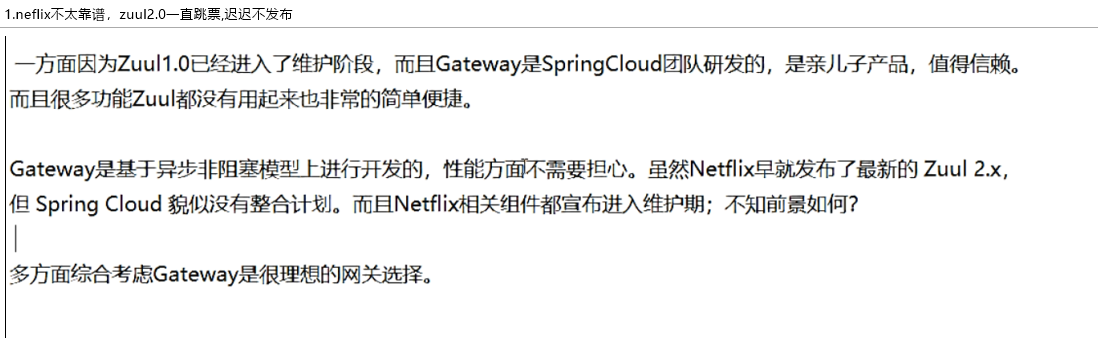 1.neflix不太靠谱，zuul2.0一直跳票,迟迟不发布
一方面因为Zuul1.0已经进入了维护阶段，而且Gateway是SpringCloud团队研发的，是亲儿子产品，值得信赖。
而且很多功能Zuul都没有用起来也非常的简单便捷。
Gateway是基于异步非阻塞模型上进行开发的，性能方面不需要担心。虽然Netflix早就发布了最新的 Zuul 2.x，
但 Spring Cloud 貌似没有整合计划。而且Netflix相关组件都宣布进入维护期；不知前景如何？
多方面综合考虑Gateway是很理想的网关选择。